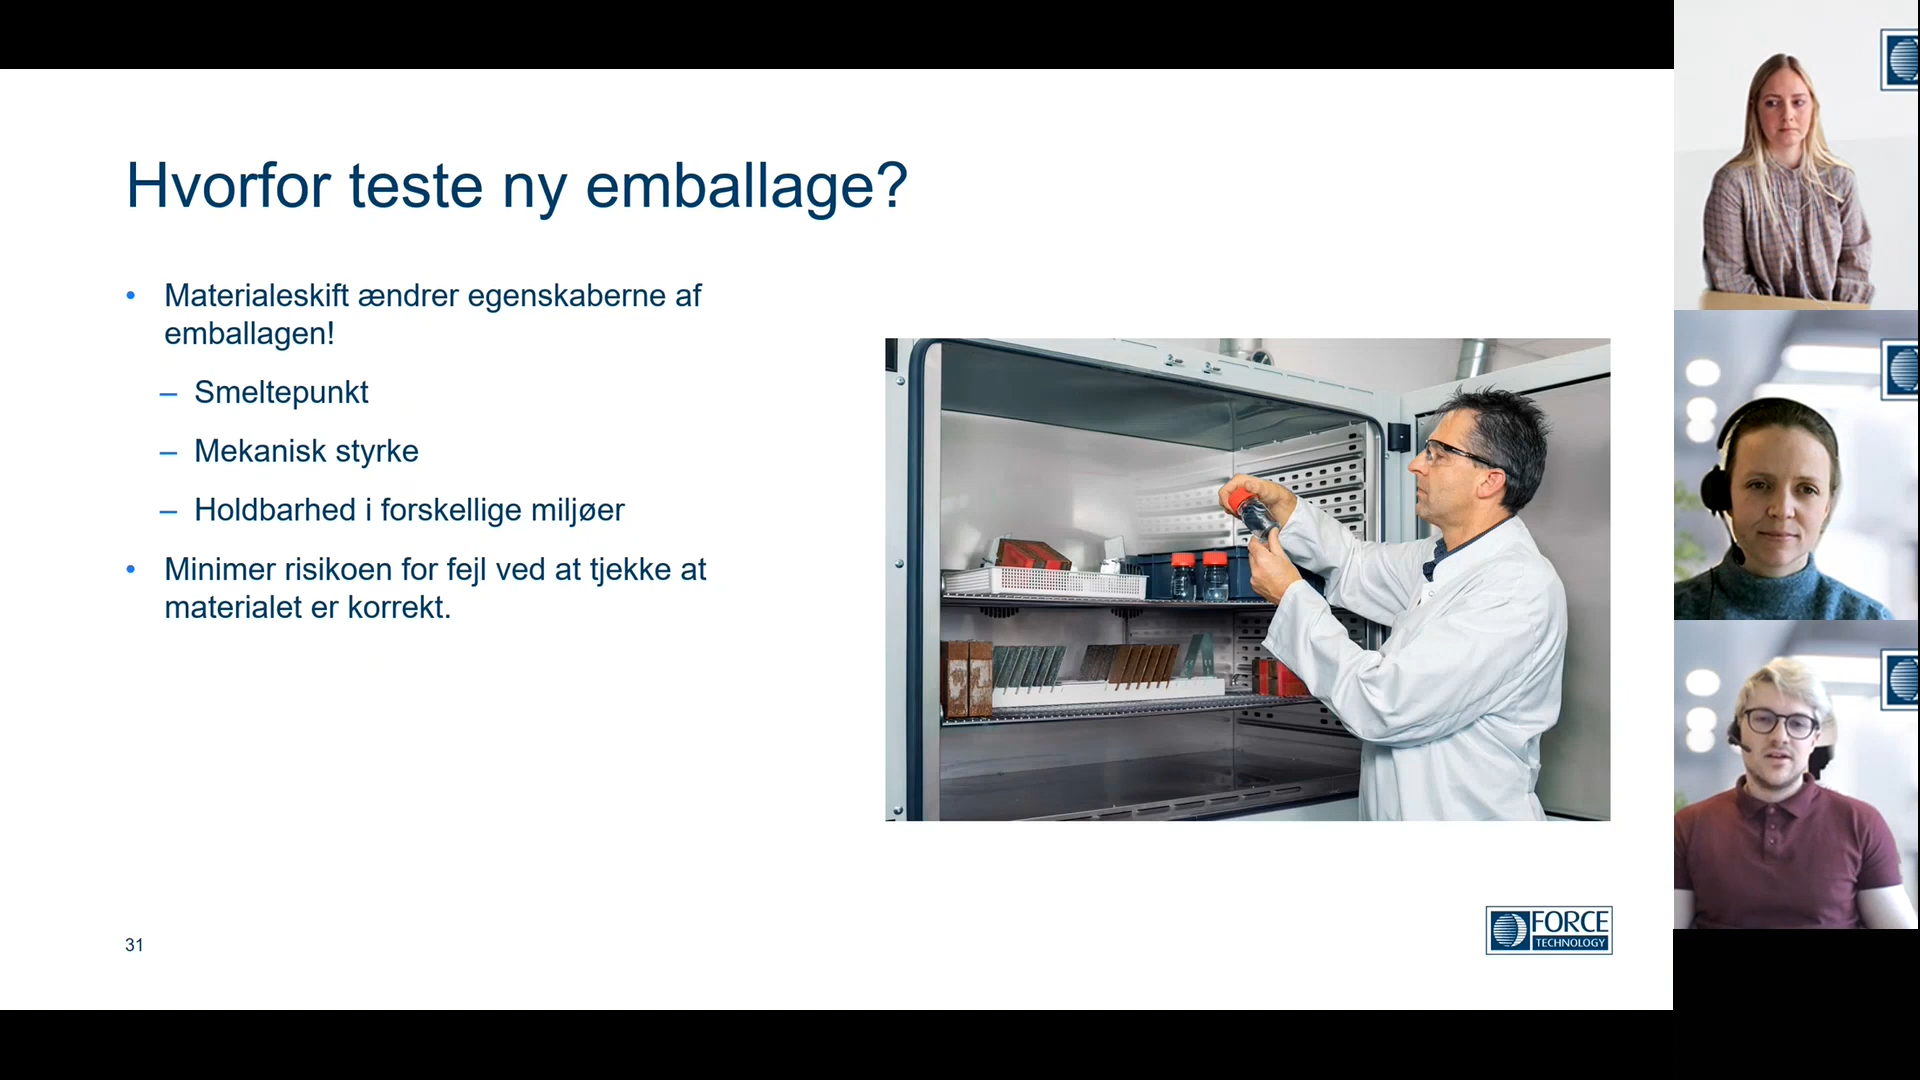 Hvorfor teste ny emballage?
• Materialeskift ændrer egenskaberne af
emballagen!
– Smeltepunkt
– Mekanisk styrke
– Holdbarhed i forskellige miljøer
• Minimer risikoen for fejl ved at tjekke at
materialet er korrekt.
31
FORCE
TECHNOLOGY